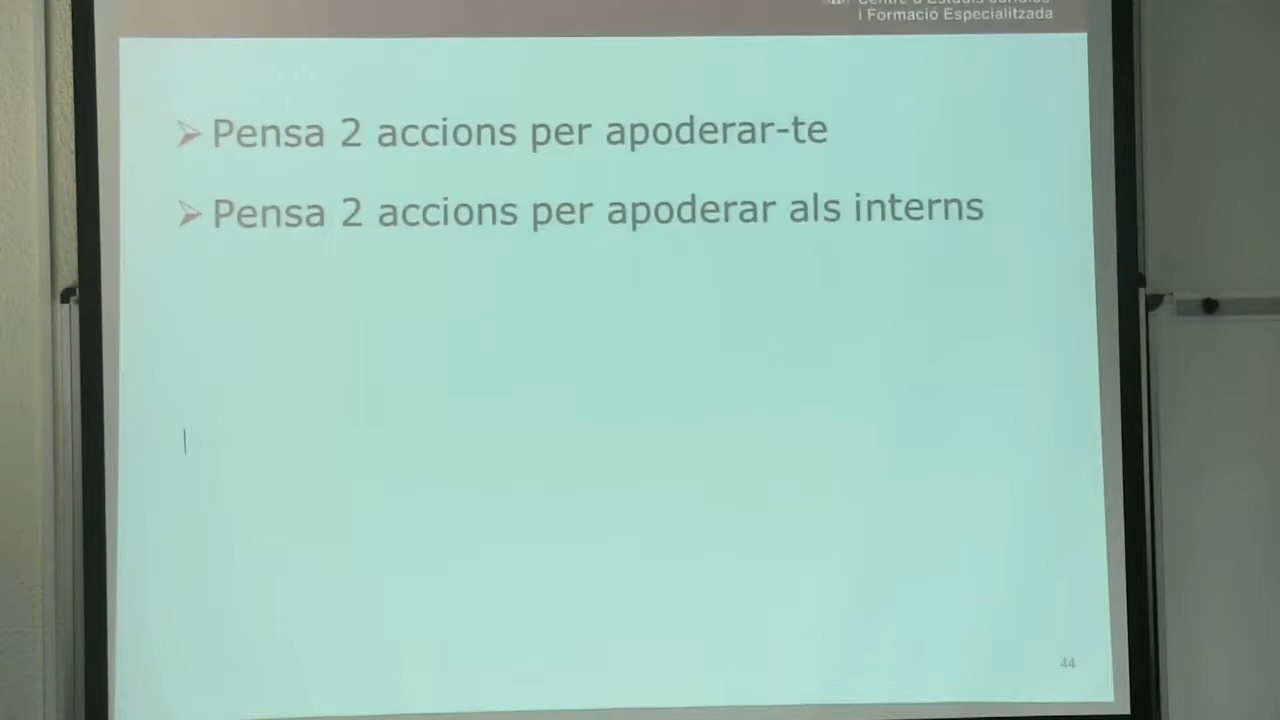 i Formació Especialitzada
Pensa 2 accions per apoderar-te
Pensa 2 accions per apoderar als interns
44